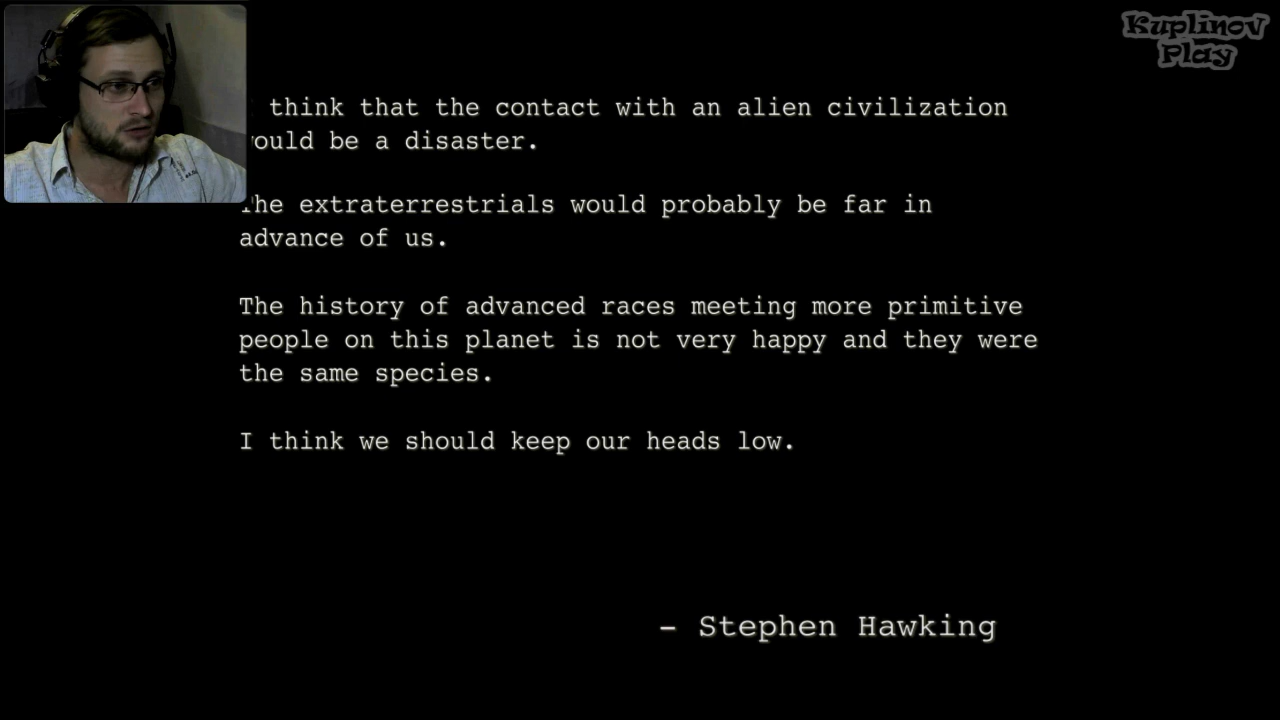 Kuplinov
Play
think that the contact with an alien civilization
would be a disaster.
The extraterrestrials would probably be far in
advance of us.
The history of advanced races meeting more primitive
people on this planet is not very happy and they were
the same species.
I think we should keep our heads low.
– Stephen Hawking